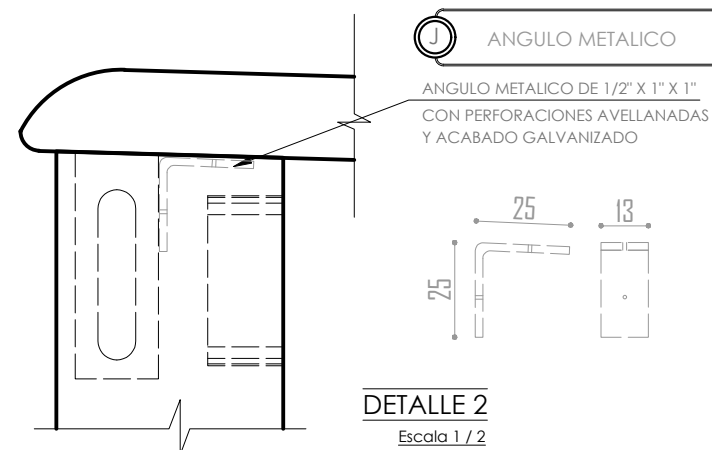 J
ANGULO METALICO
ANGULO METALICO DE 1/2" X 1" X 1"
CON PERFORACIONES AVELLANADAS
Y ACABADO GALVANIZADO
25
13
25
DETALLE 2
Escala 1 / 2